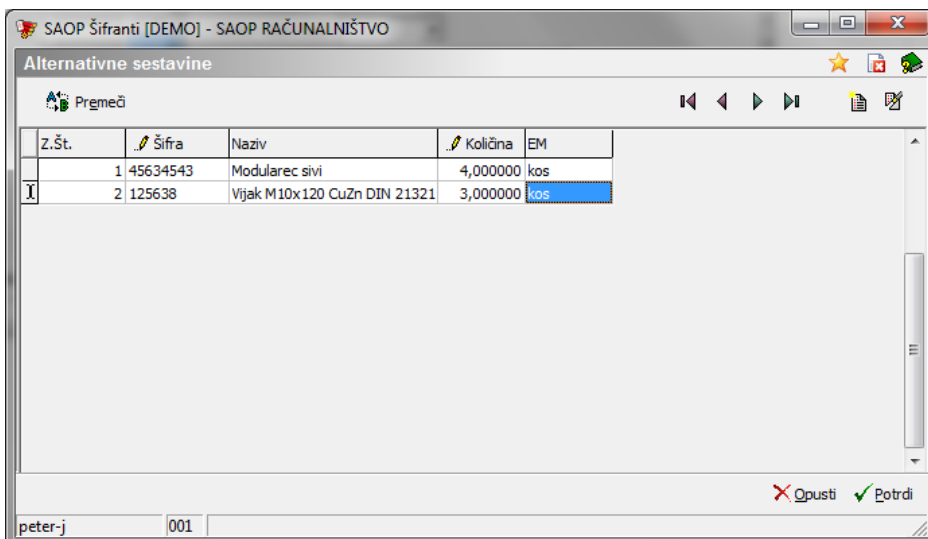 SAOP Šifranti [DEMO] - SAOP RAČUNALNIŠTVO
Alternativne sestavine
Premeči
Z.Št. Šifra Naziv Količina EM
1 45634543 Modularec sivi 4,000000 kos
2 125638 Vijak M10x120 CuZn DIN 21321 3,000000 kos
Opusti Potrdi
peter-j 001